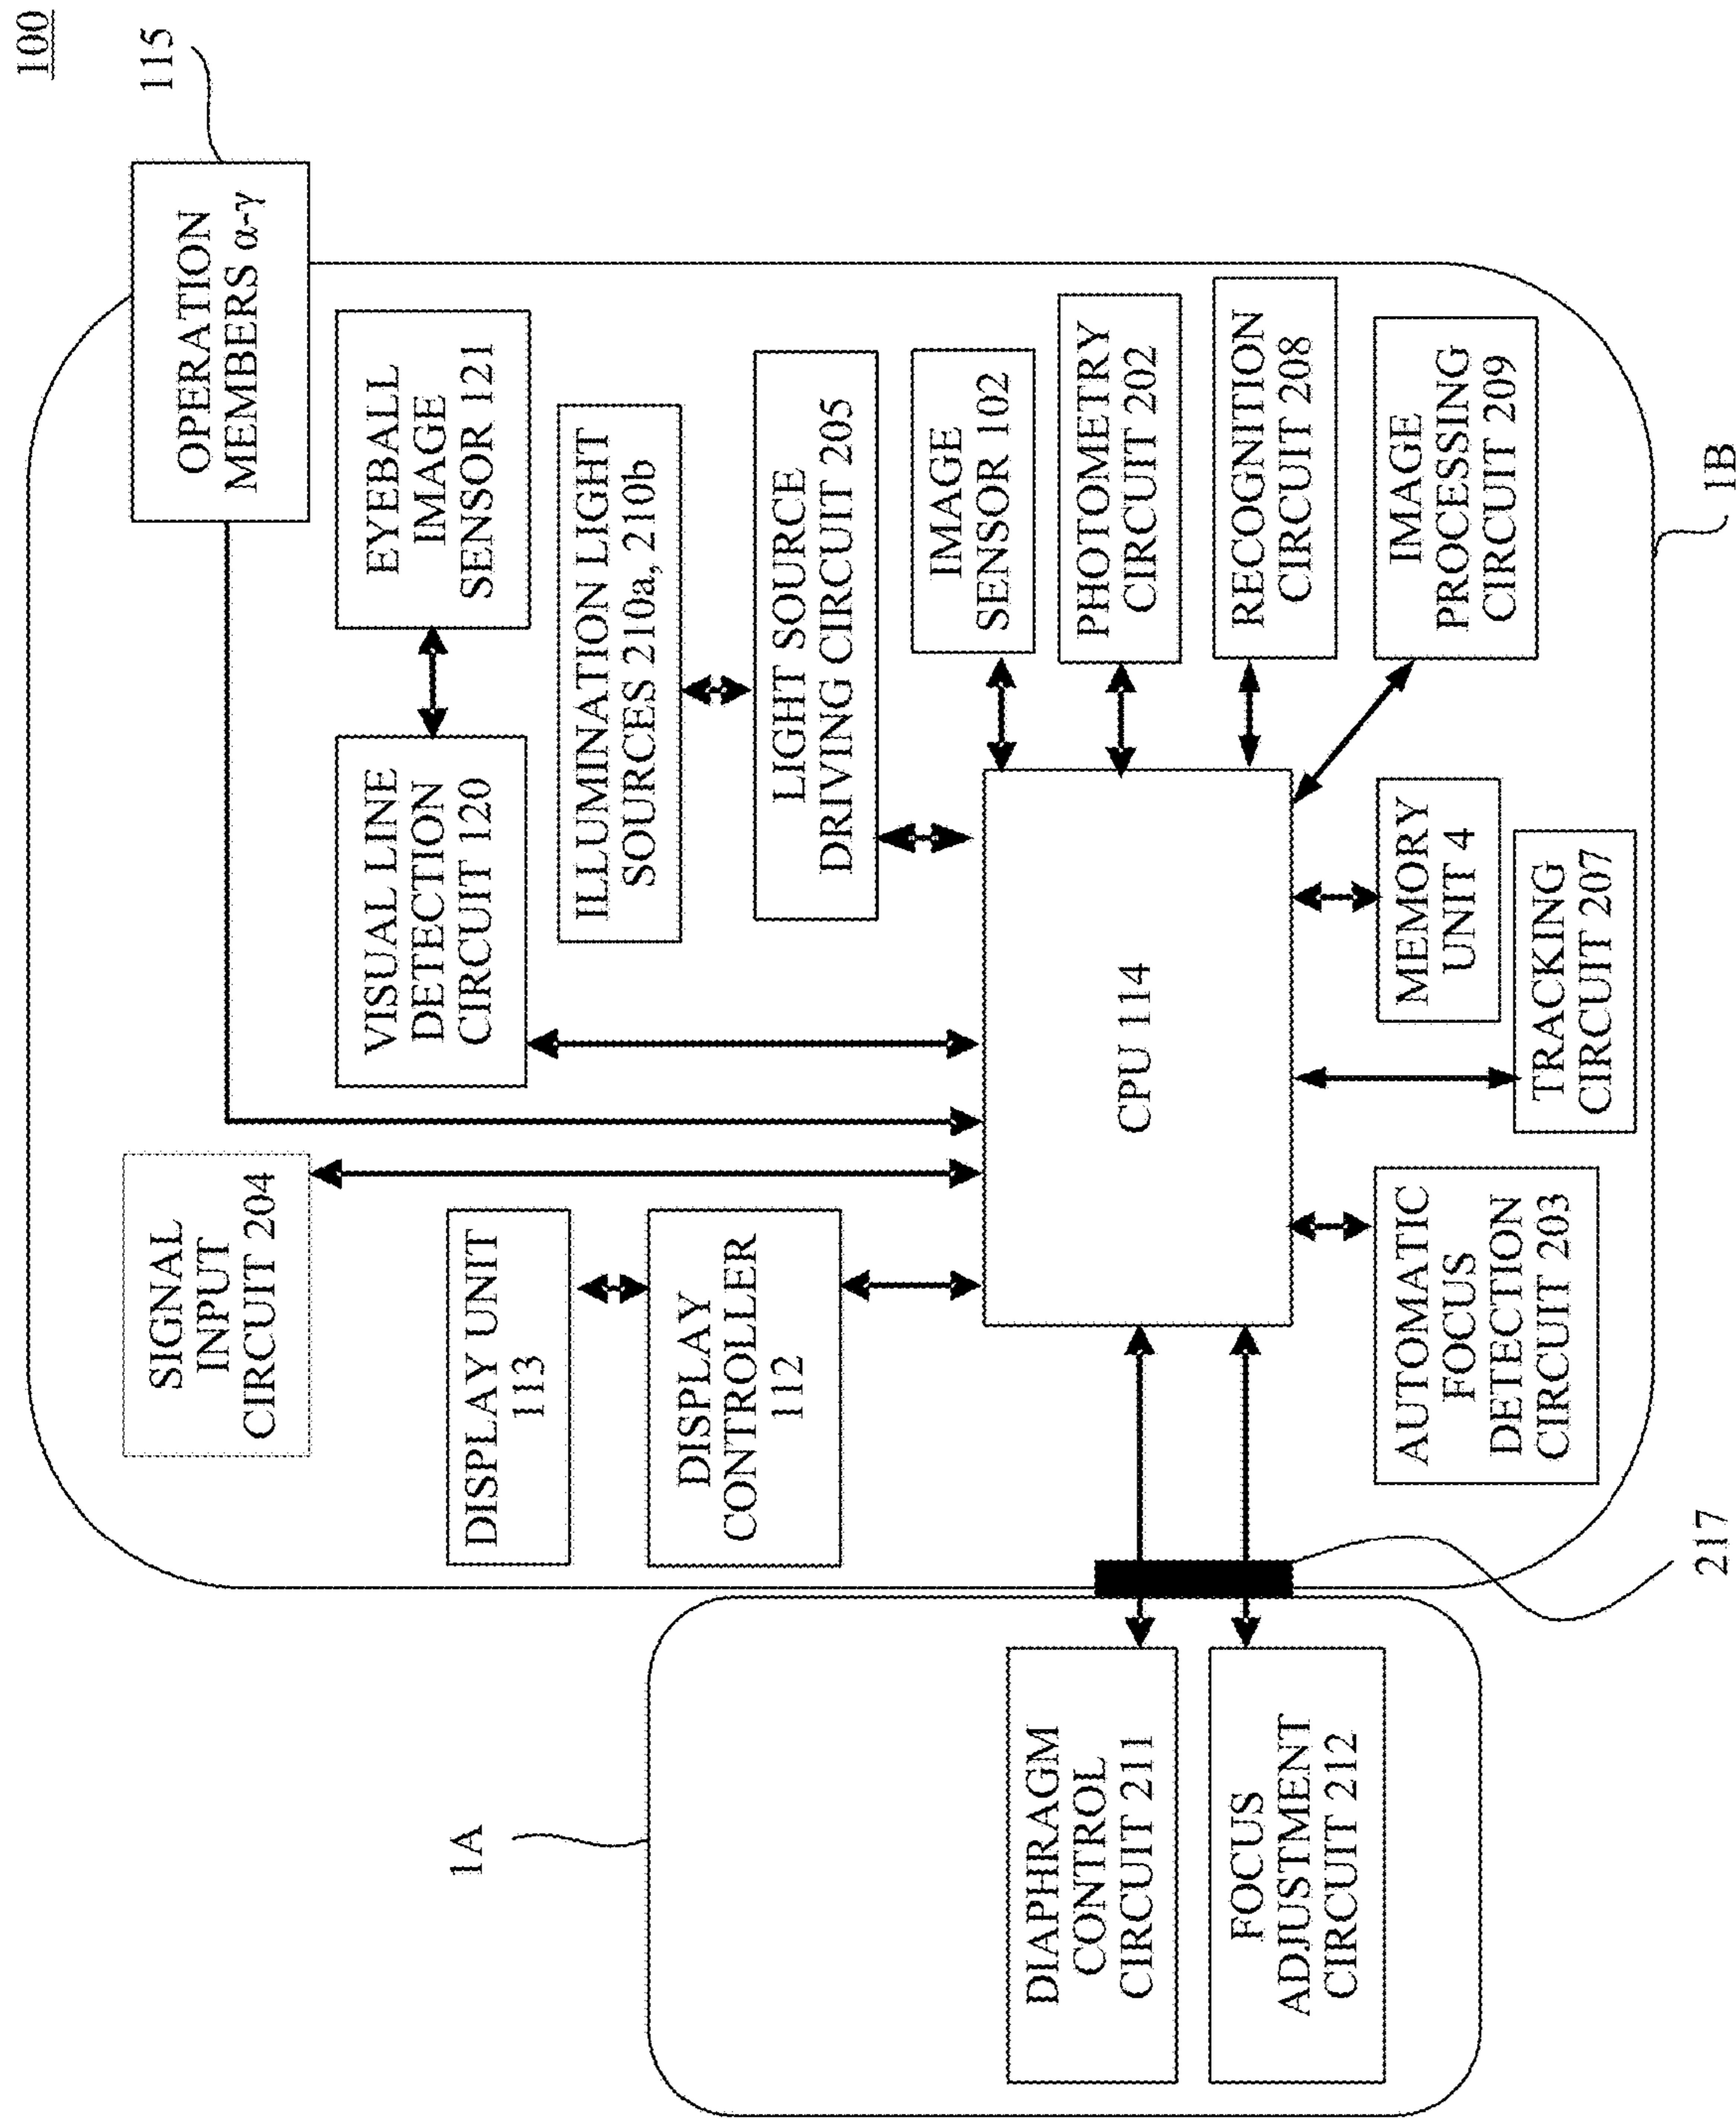 100
115
OPERATION
MEMBERS α-γ
SIGNAL
INPUT
CIRCUIT 204
VISUAL LINE
DETECTION
CIRCUIT 120
EYEBALL
IMAGE
SENSOR 121
DISPLAY UNIT
113
ILLUMINATION LIGHT
SOURCES 210a, 210b
DISPLAY
CONTROLLER
112
LIGHT SOURCE
DRIVING CIRCUIT 205
IMAGE
SENSOR 102
PHOTOMETRY
CIRCUIT 202
RECOGNITION
CIRCUIT 208
IMAGE
PROCESSING
CIRCUIT 209
CPU 114
MEMORY
UNIT 4
TRACKING
CIRCUIT 207
AUTOMATIC
FOCUS
DETECTION
CIRCUIT 203
1A
DIAPHRAGM
CONTROL
CIRCUIT 211
FOCUS
ADJUSTMENT
CIRCUIT 212
217
1B